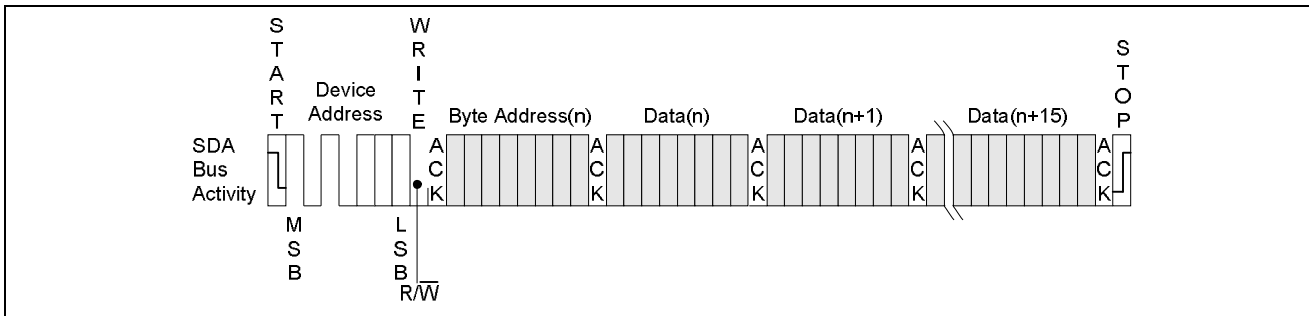 START
WRITE
STOP
Device
Address
Byte Address(n)
Data(n)
Data(n+1)
Data(n+15)
SDA
Bus
Activity
ACK
ACK
ACK
ACK
ACK
MSB
LSB
R/W̅